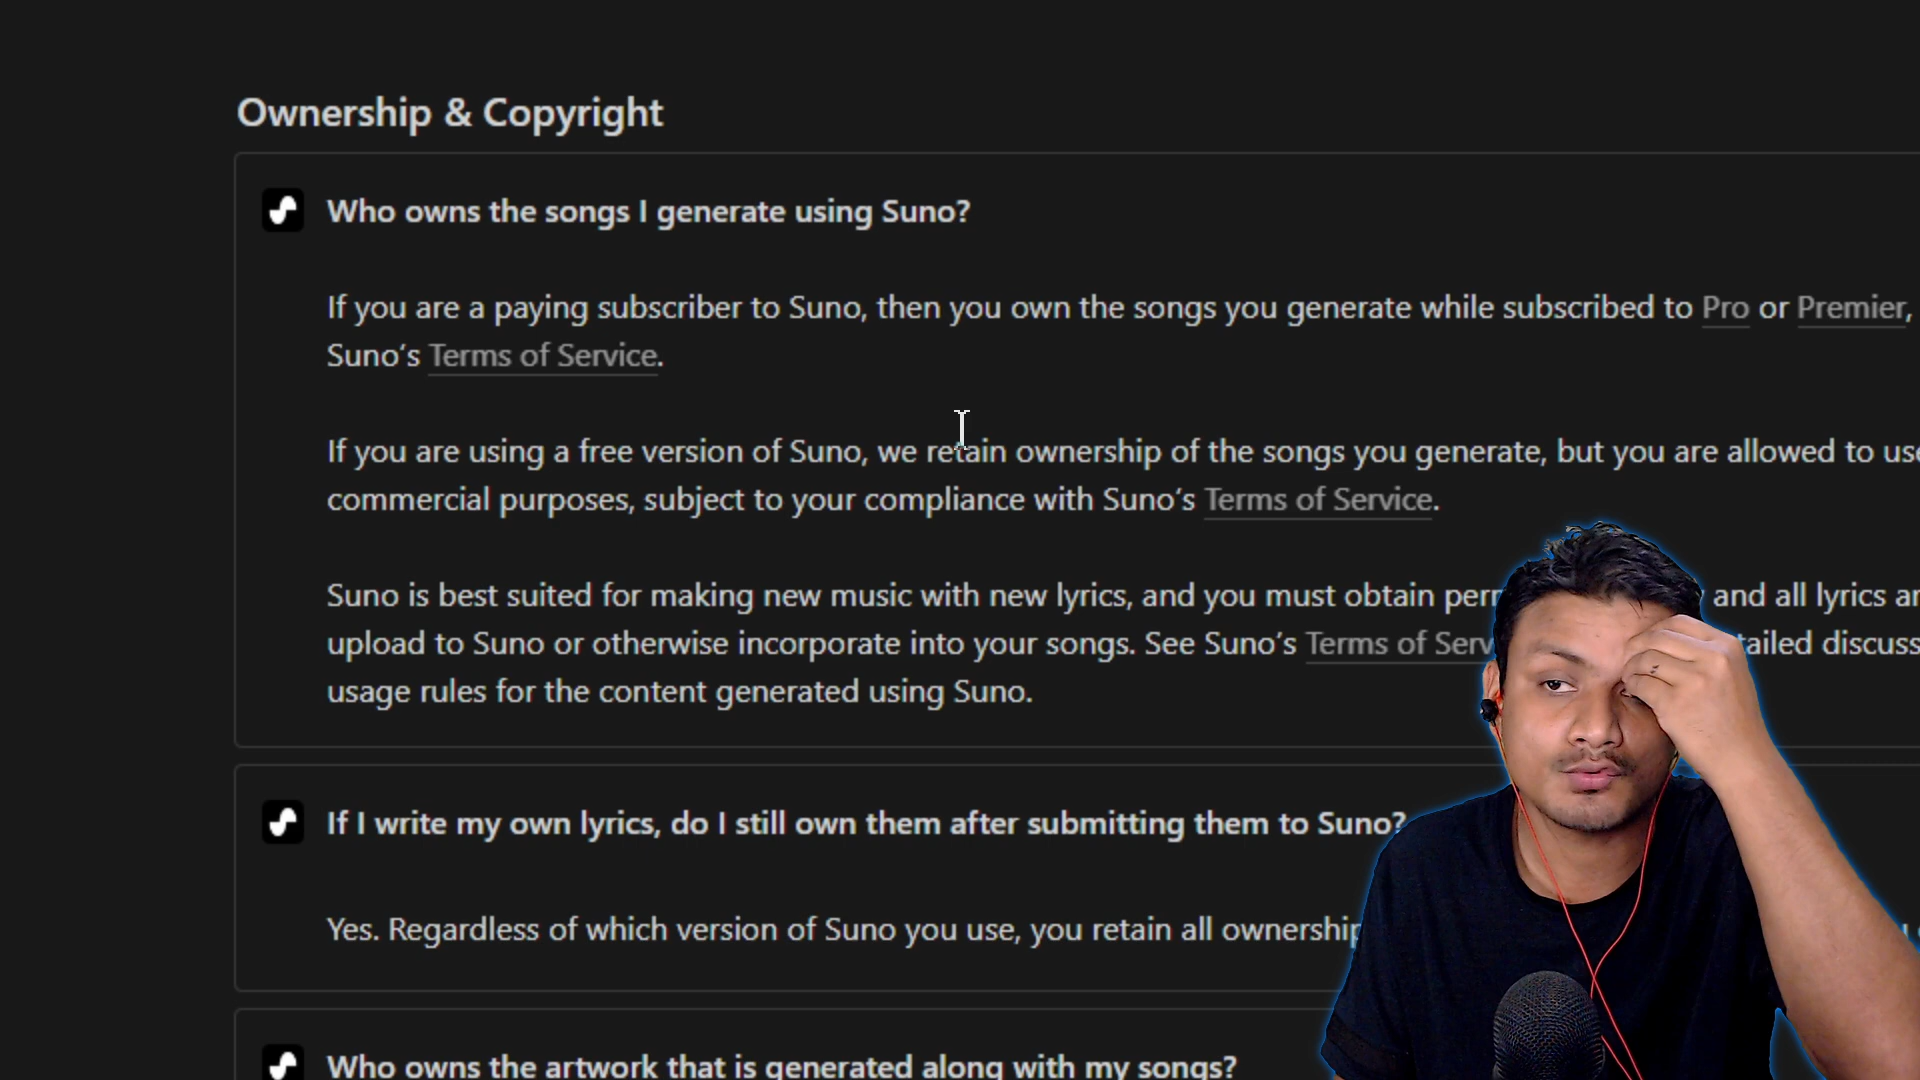 Ownership & Copyright
Who owns the songs I generate using Suno?
If you are a paying subscriber to Suno, then you own the songs you generate while subscribed to Pro or Premier,
Suno’s Terms of Service.
If you are using a free version of Suno, we retain ownership of the songs you generate, but you are allowed to use
commercial purposes, subject to your compliance with Suno’s Terms of Service.
Suno is best suited for making new music with new lyrics, and you must obtain and all lyrics
upload to Suno or otherwise incorporate into your songs. See Suno’s Terms of
usage rules for the content generated using Suno.
If I write my own lyrics, do I still own them after submitting them to Suno?
Yes. Regardless of which version of Suno you use, you retain all ownership
Who owns the artwork that is generated along with my songs?